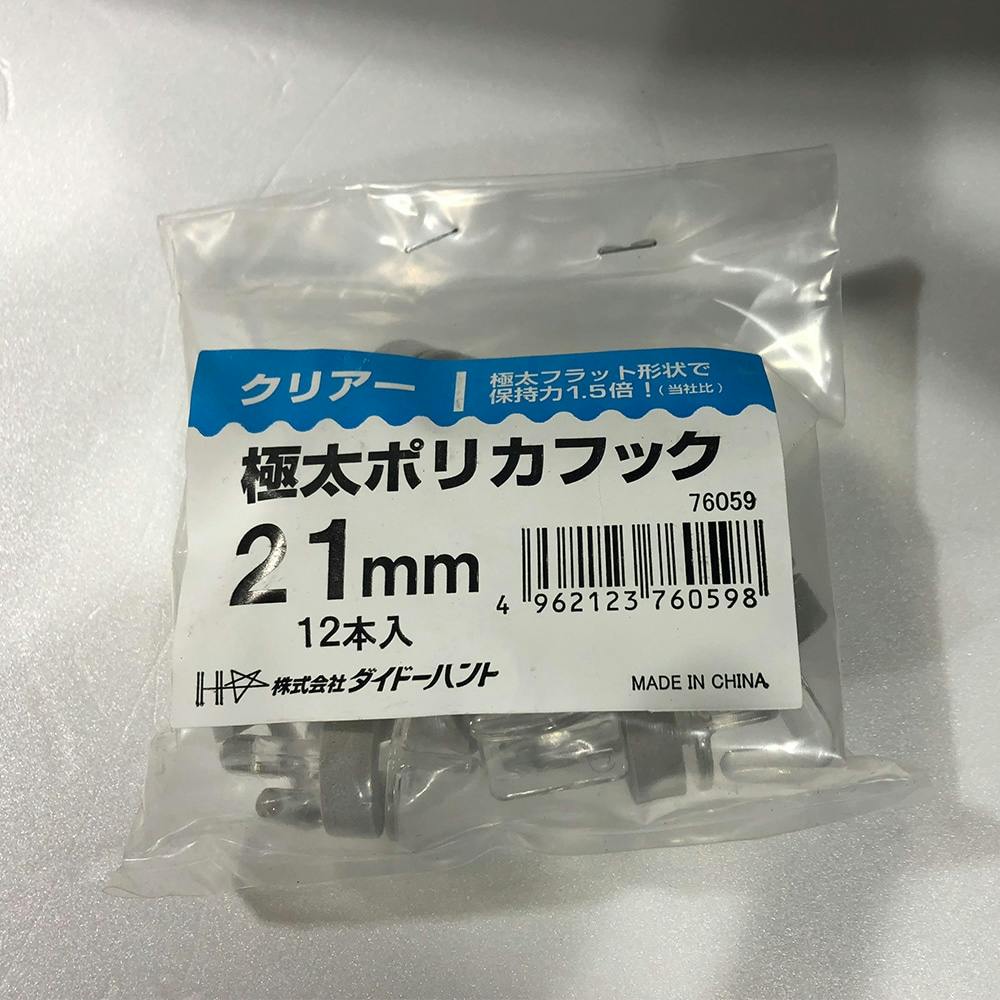 クリアー
極太フラット形状で
保持力1.5倍！(当社比)
極太ポリカフック
76059
21mm
4 962123 760598
12本入
株式会社ダイドーハント
MADE IN CHINA